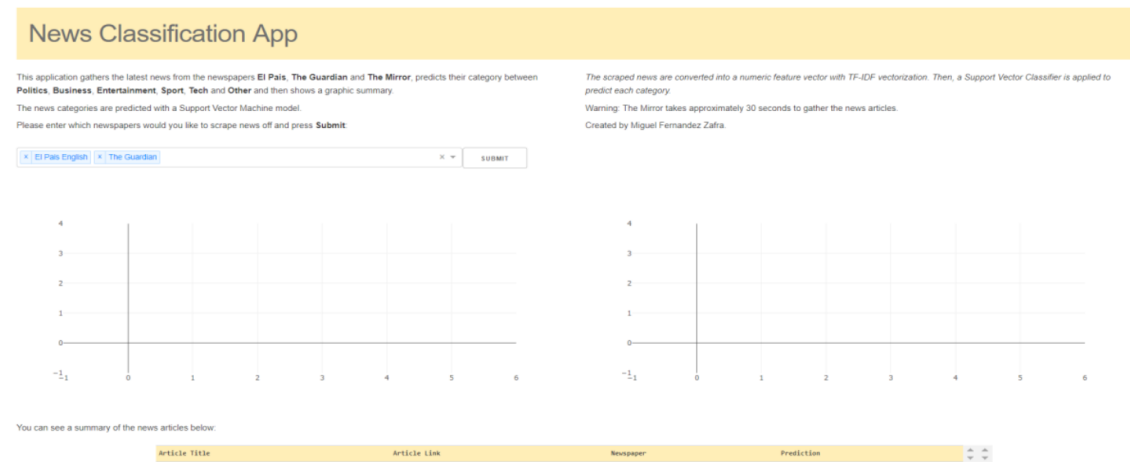 News Classification App
This application gathers the latest news from the newspapers El Pais, The Guardian and The Mirror, predicts their category between
Politics, Business, Entertainment, Sport, Tech and Other and then shows a graphic summary.
The news categories are predicted with a Support Vector Machine model.
Please enter which newspapers would you like to scrape news off and press Submit:
The scraped news are converted into a numeric feature vector with TF-IDF vectorization. Then, a Support Vector Classifier is applied to
predict each category.
Warning: The Mirror takes approximately 30 seconds to gather the news articles.
Created by Miguel Fernandez Zafra.
× El Pais English × The Guardian ×
SUBMIT
4
3
2
1
0
−1
−1 0 1 2 3 4 5 6
4
3
2
1
0
−1
−1 0 1 2 3 4 5 6
You can see a summary of the news articles below:
Article Title Article Link Newspaper Prediction